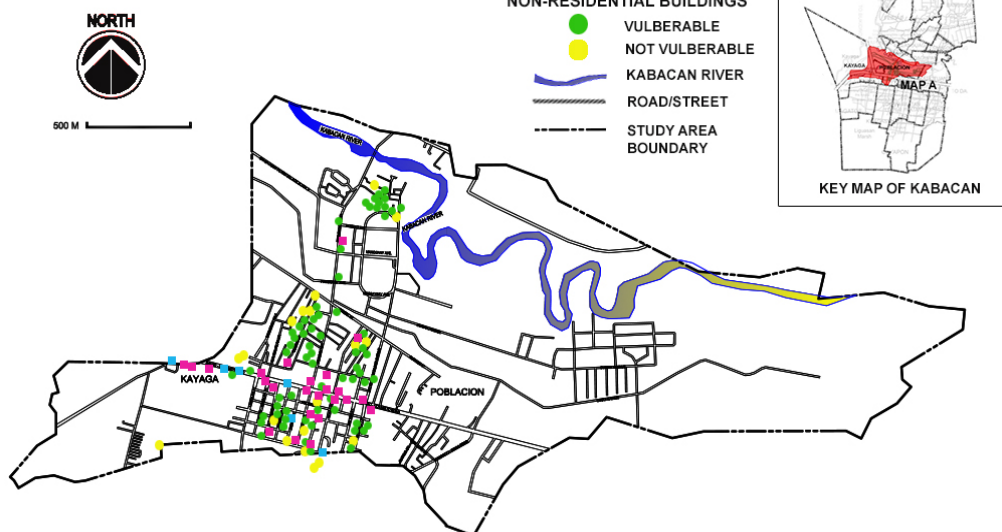 NON-RESIDENTIAL BUILDINGS
VULBERABLE
NOT VULBERABLE
KABACAN RIVER
ROAD/STREET
STUDY AREA
BOUNDARY
NORTH
500 M
KAYAGA
POBLACION
MAP A
KEY MAP OF KABACAN
KABACAN RIVER
KABACAN RIVER
KAYAGA
POBLACION